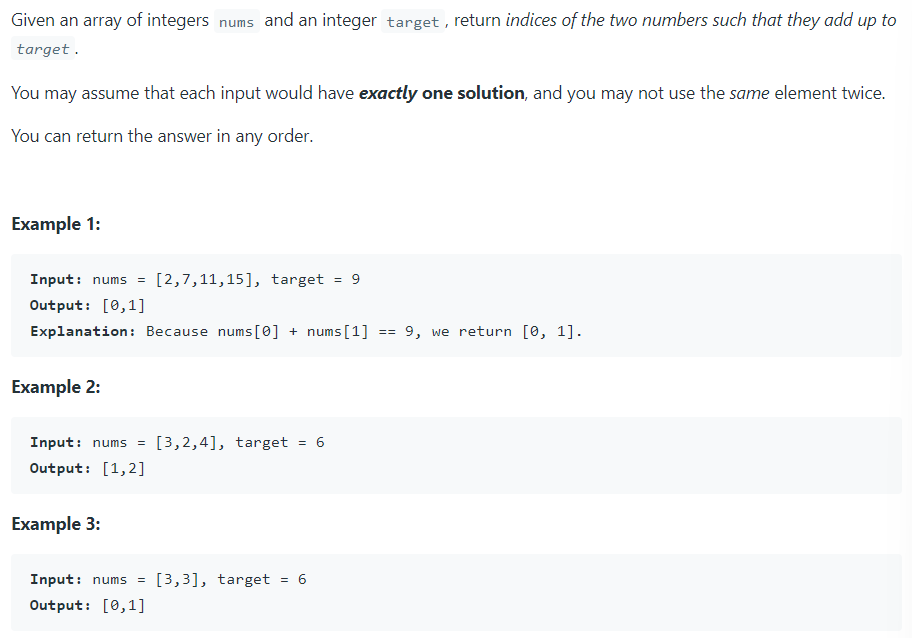 Given an array of integers nums and an integer target, return indices of the two numbers such that they add up to
target.
You may assume that each input would have exactly one solution, and you may not use the same element twice.
You can return the answer in any order.
Example 1:
Input: nums = [2,7,11,15], target = 9
Output: [0,1]
Explanation: Because nums[0] + nums[1] == 9, we return [0, 1].
Example 2:
Input: nums = [3,2,4], target = 6
Output: [1,2]
Example 3:
Input: nums = [3,3], target = 6
Output: [0,1]